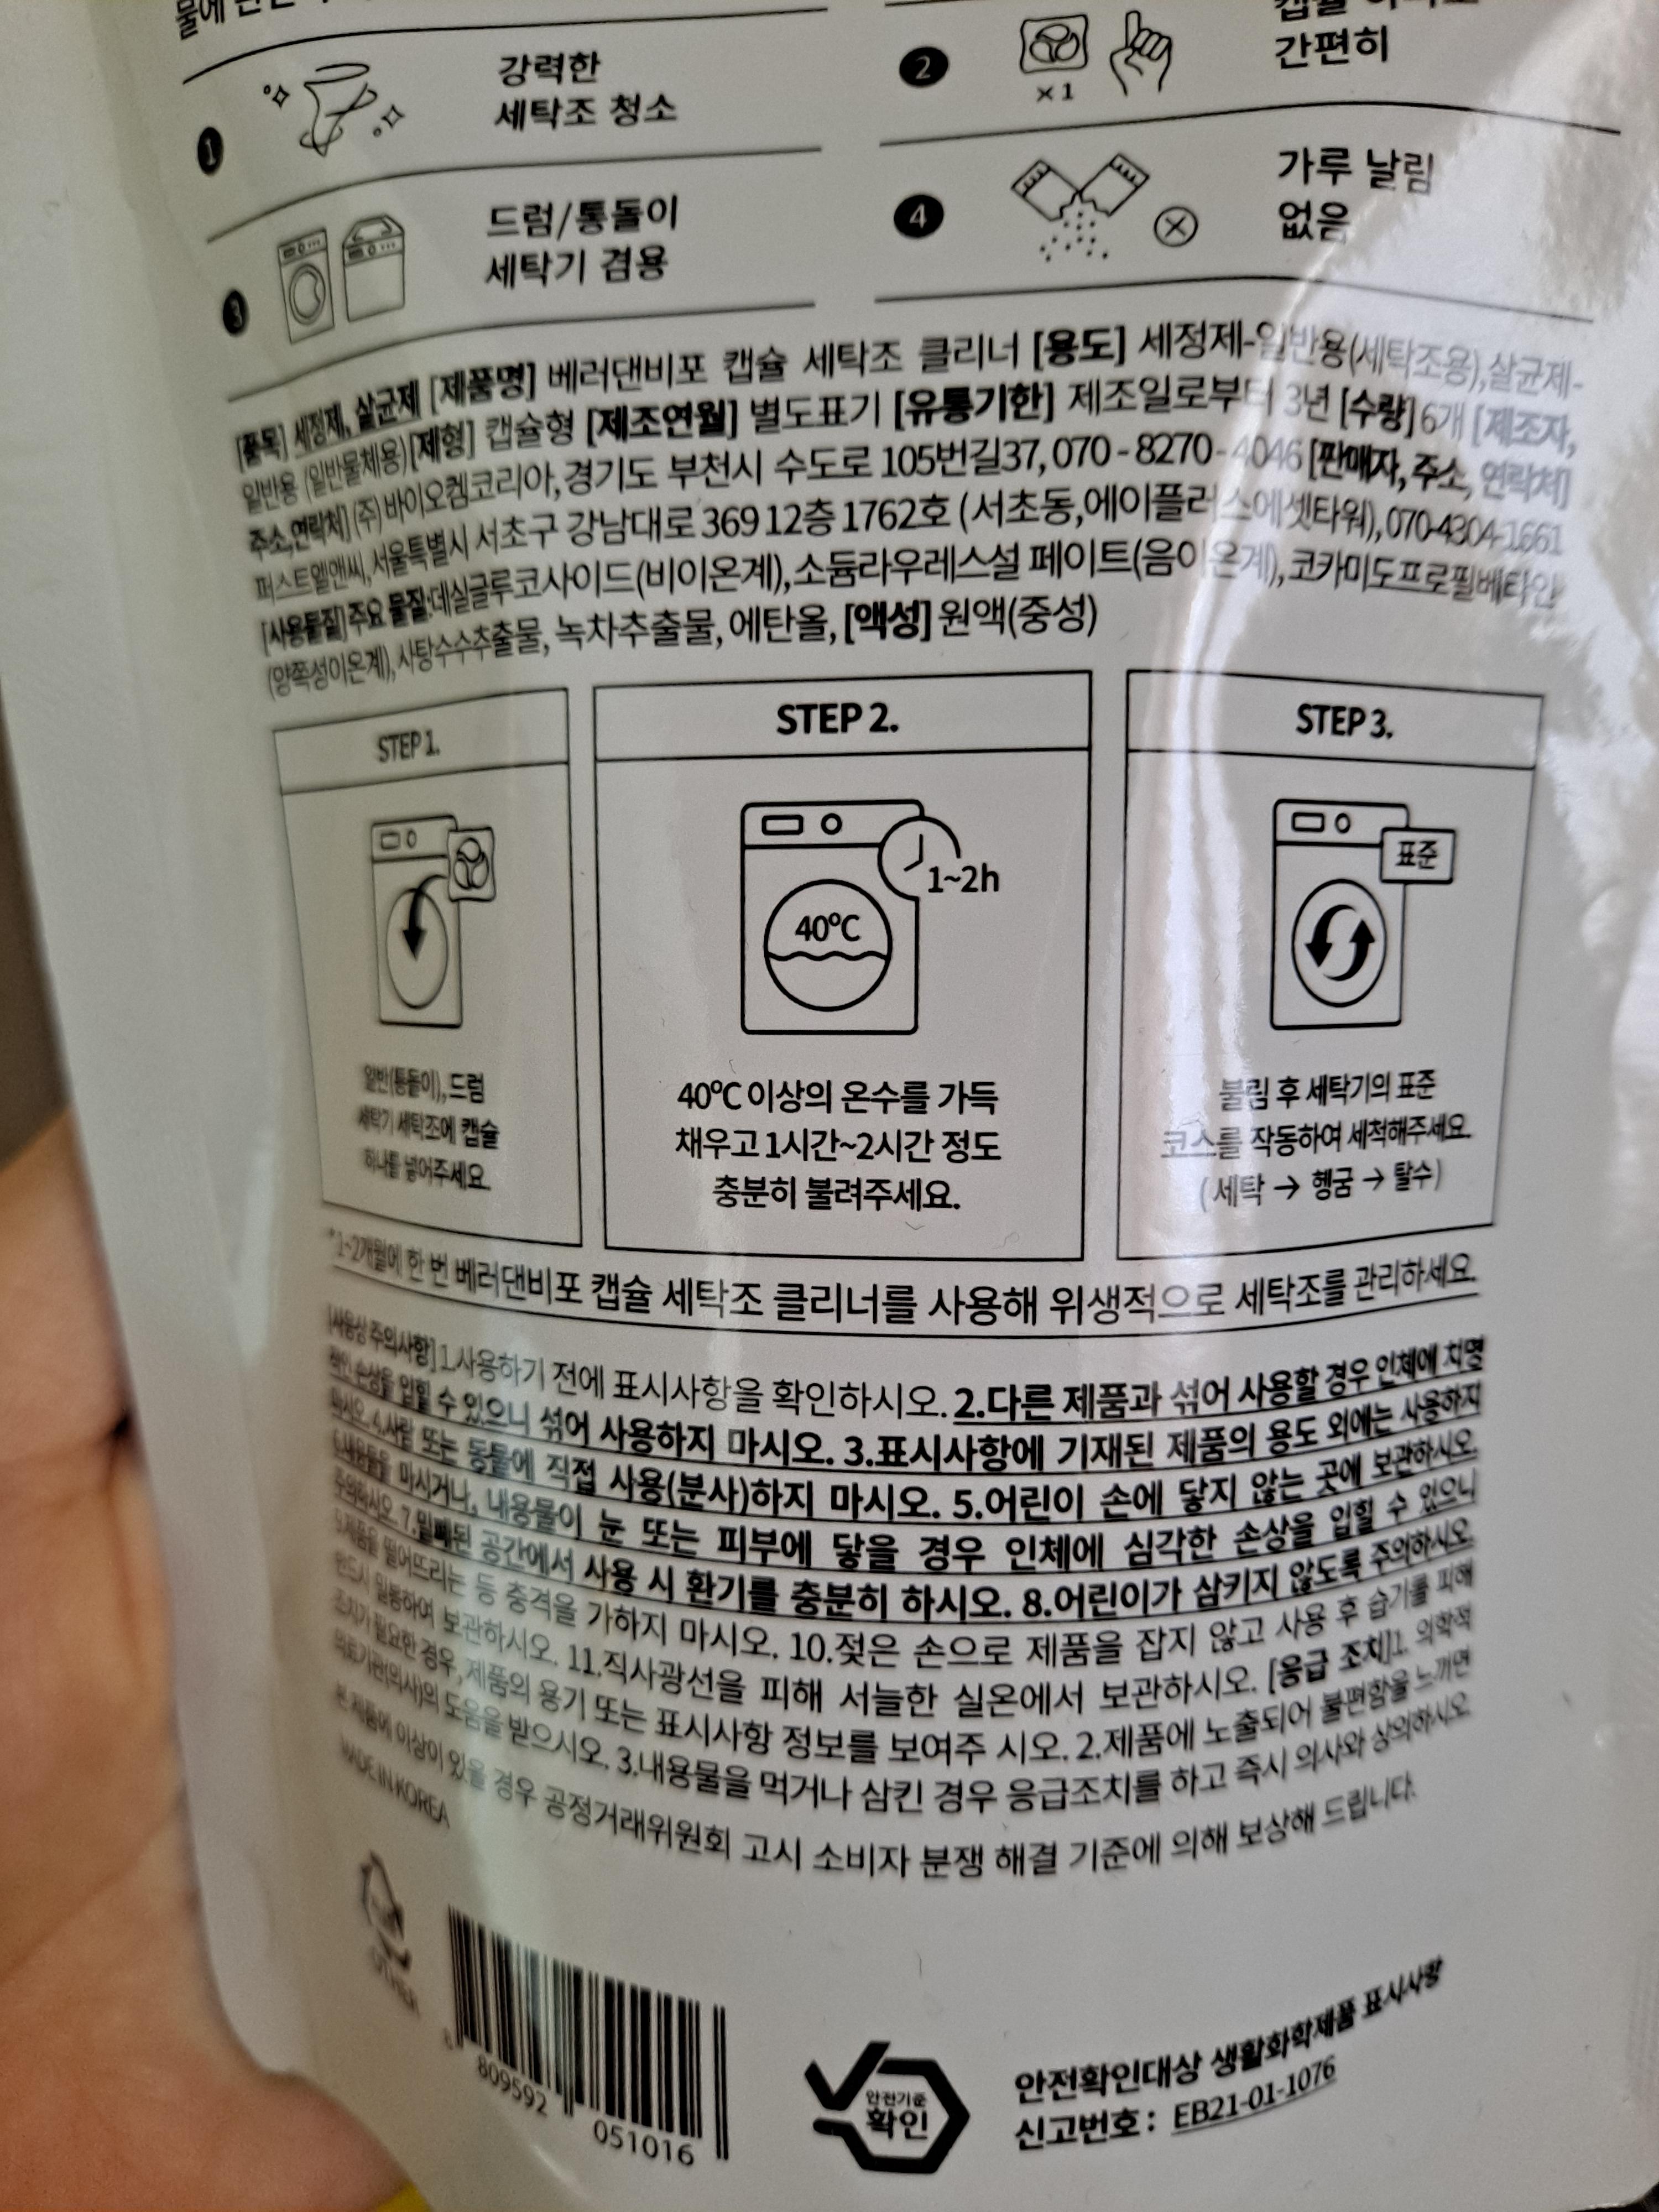 물에
강력한
세탁조 청소
1
2
x1
간편히
드럼/통돌이
세탁기 겸용
3
4
가루 날림
없음
[품목] 세정제, 살균제 [제품명] 베러댄비포 캡슐 세탁조 클리너 [용도] 세정제-일반용(세탁조용),살균제-
일반용 (일반물체용)[제형] 캡슐형 [제조연월] 별도표기 [유통기한] 제조일로부터 3년 [수량] 6개 [제조자,
주소,연락처] (주) 바이오켐코리아,경기도 부천시 수도로 105번길37, 070-8270-4046 [판매자, 주소, 연락처]
퍼스트엘앤씨, 서울특별시 서초구 강남대로 369 12층 1762호 (서초동,에이플러스에셋타워), 070-4304-1661
[사용물질]주요 물질:데실글루코사이드(비이온계),소듐라우레스설 페이트(음이온계),코카미도프로필베타인
(양쪽성이온계), 사탕수수추출물, 녹차추출물, 에탄올, [액성] 원액(중성)
STEP 1.
일반(통돌이), 드럼
세탁기 세탁조에 캡슐
하나를 넣어주세요.
STEP 2.
1~2h
40℃
40℃ 이상의 온수를 가득
채우고 1시간~2시간 정도
충분히 불려주세요.
STEP 3.
표준
불림 후 세탁기의 표준
코스를 작동하여 세척해주세요.
( 세탁 → 헹굼 → 탈수)
*1~2개월에 한 번 베러댄비포 캡슐 세탁조 클리너를 사용해 위생적으로 세탁조를 관리하세요.
[사용상 주의사항] 1.사용하기 전에 표시사항을 확인하시오. 2.다른 제품과 섞어 사용할 경우 인체에 치명
적인 손상을 입힐 수 있으니 섞어 사용하지 마시오. 3.표시사항에 기재된 제품의 용도 외에는 사용하지
마시오. 4.사람 또는 동물에 직접 사용(분사)하지 마시오. 5.어린이 손에 닿지 않는 곳에 보관하시오.
6.내용물을 마시거나, 내용물이 눈 또는 피부에 닿을 경우 인체에 심각한 손상을 입힐 수 있으니
주의하시오. 7.밀폐된 공간에서 사용 시 환기를 충분히 하시오. 8.어린이가 삼키지 않도록 주의하시오.
9.제품을 떨어뜨리는 등 충격을 가하지 마시오. 10.젖은 손으로 제품을 잡지 않고 사용 후 습기를 피해
반드시 밀봉하여 보관하시오. 11.직사광선을 피해 서늘한 실온에서 보관하시오. [응급 조치]1. 의학적
조치가 필요한 경우, 제품의 용기 또는 표시사항 정보를 보여주 시오. 2.제품에 노출되어 불편함을 느끼면
의료기관(의사)의 도움을 받으시오. 3.내용물을 먹거나 삼킨 경우 응급조치를 하고 즉시 의사와 상의하시오.
본 제품에 이상이 있을 경우 공정거래위원회 고시 소비자 분쟁 해결 기준에 의해 보상해 드립니다.
MADE IN KOREA
OTHER
8 809592 051016
안전기준
확인
안전확인대상 생활화학제품 표시사항
신고번호 : EB21-01-1076